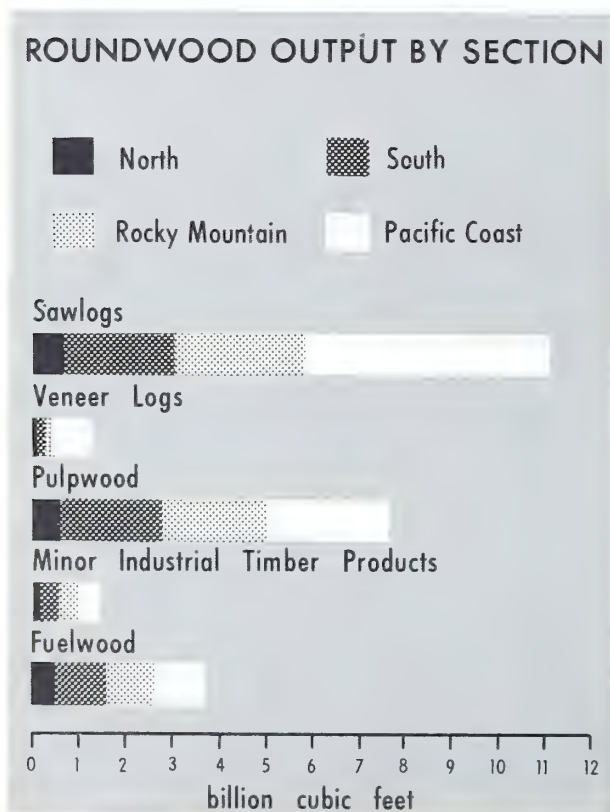 ROUNDWOOD OUTPUT BY SECTION
North South
Rocky Mountain Pacific Coast
Sawlogs
Veneer Logs
Pulpwood
Minor Industrial Timber Products
Fuelwood
0 1 2 3 4 5 6 7 8 9 10 11 12
billion cubic feet